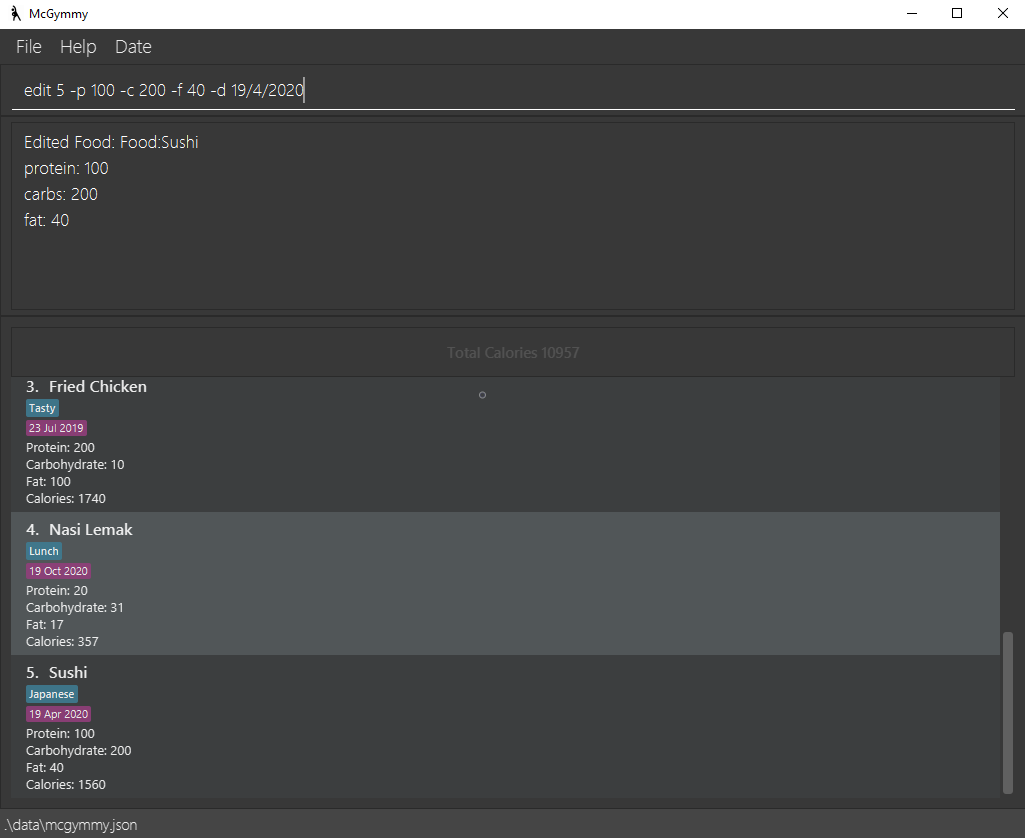 McGymmy
File Help Date
edit 5 -p 100 -c 200 -f 40 -d 19/4/2020
Edited Food: Food:Sushi
protein: 100
carbs: 200
fat: 40
Total Calories 10957
3. Fried Chicken
Tasty
23 Jul 2019
Protein: 200
Carbohydrate: 10
Fat: 100
Calories: 1740
4. Nasi Lemak
Lunch
19 Oct 2020
Protein: 20
Carbohydrate: 31
Fat: 17
Calories: 357
5. Sushi
Japanese
19 Apr 2020
Protein: 100
Carbohydrate: 200
Fat: 40
Calories: 1560
.\data\mcgymmy.json